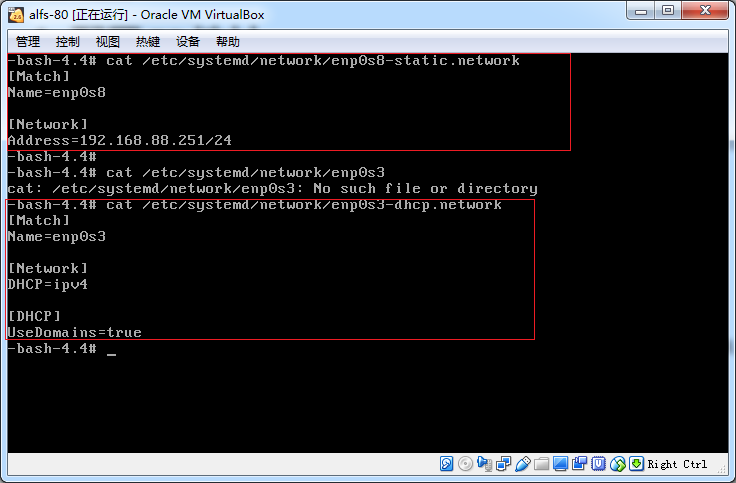 alfs-80 [正在运行] - Oracle VM VirtualBox
管理 控制 视图 热键 设备 帮助
-bash-4.4# cat /etc/systemd/network/enp0s8-static.network
[Match]
Name=enp0s8
[Network]
Address=192.168.88.251/24
-bash-4.4#
-bash-4.4# cat /etc/systemd/network/enp0s3
cat: /etc/systemd/network/enp0s3: No such file or directory
-bash-4.4# cat /etc/systemd/network/enp0s3-dhcp.network
[Match]
Name=enp0s3
[Network]
DHCP=ipv4
[DHCP]
UseDomains=true
-bash-4.4# _
Right Ctrl